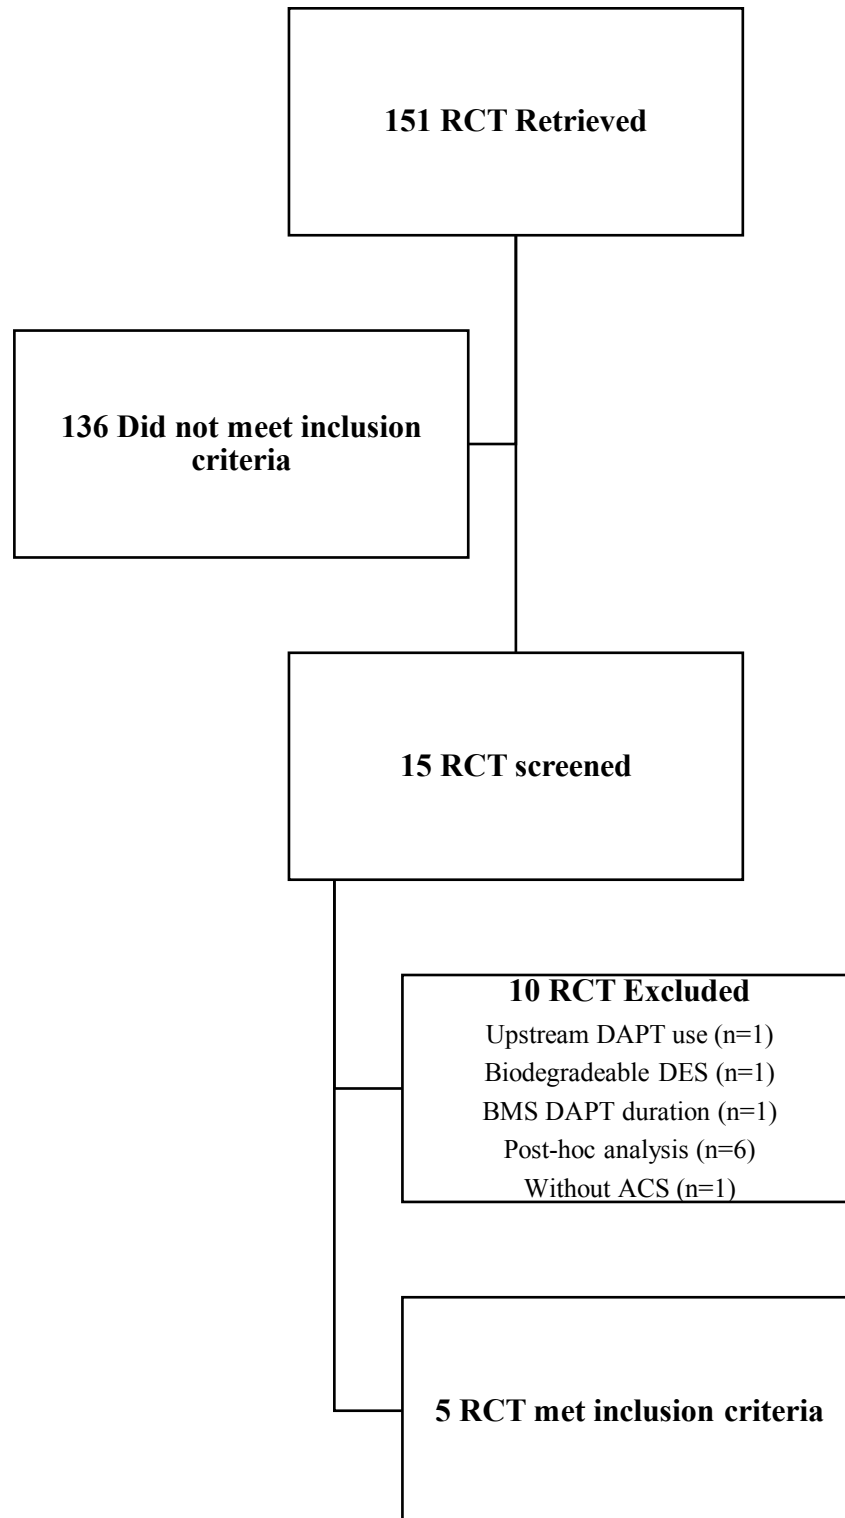 151 RCT Retrieved
136 Did not meet inclusion
criteria
15 RCT screened
10 RCT Excluded
Upstream DAPT use (n=1)
Biodegradeable DES (n=1)
BMS DAPT duration (n=1)
Post-hoc analysis (n=6)
Without ACS (n=1)
5 RCT met inclusion criteria